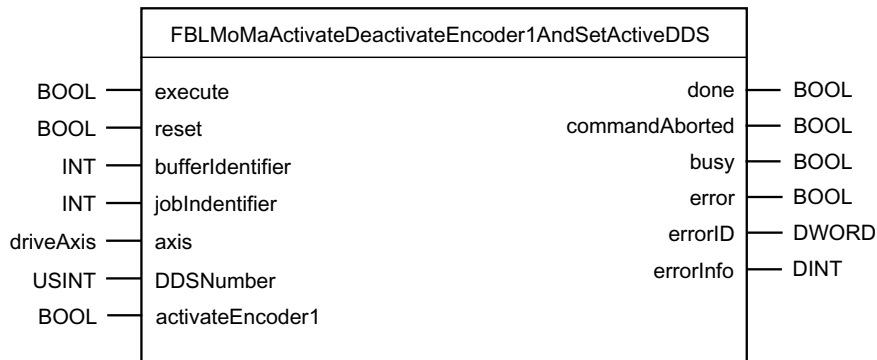 FBLMoMaActivateDeactivateEncoder1AndSetActiveDDS
BOOL execute done BOOL
BOOL reset commandAborted BOOL
INT bufferIdentifier busy BOOL
INT jobIndentifier error BOOL
driveAxis axis errorID DWORD
USINT DDSNumber errorInfo DINT
BOOL activateEncoder1